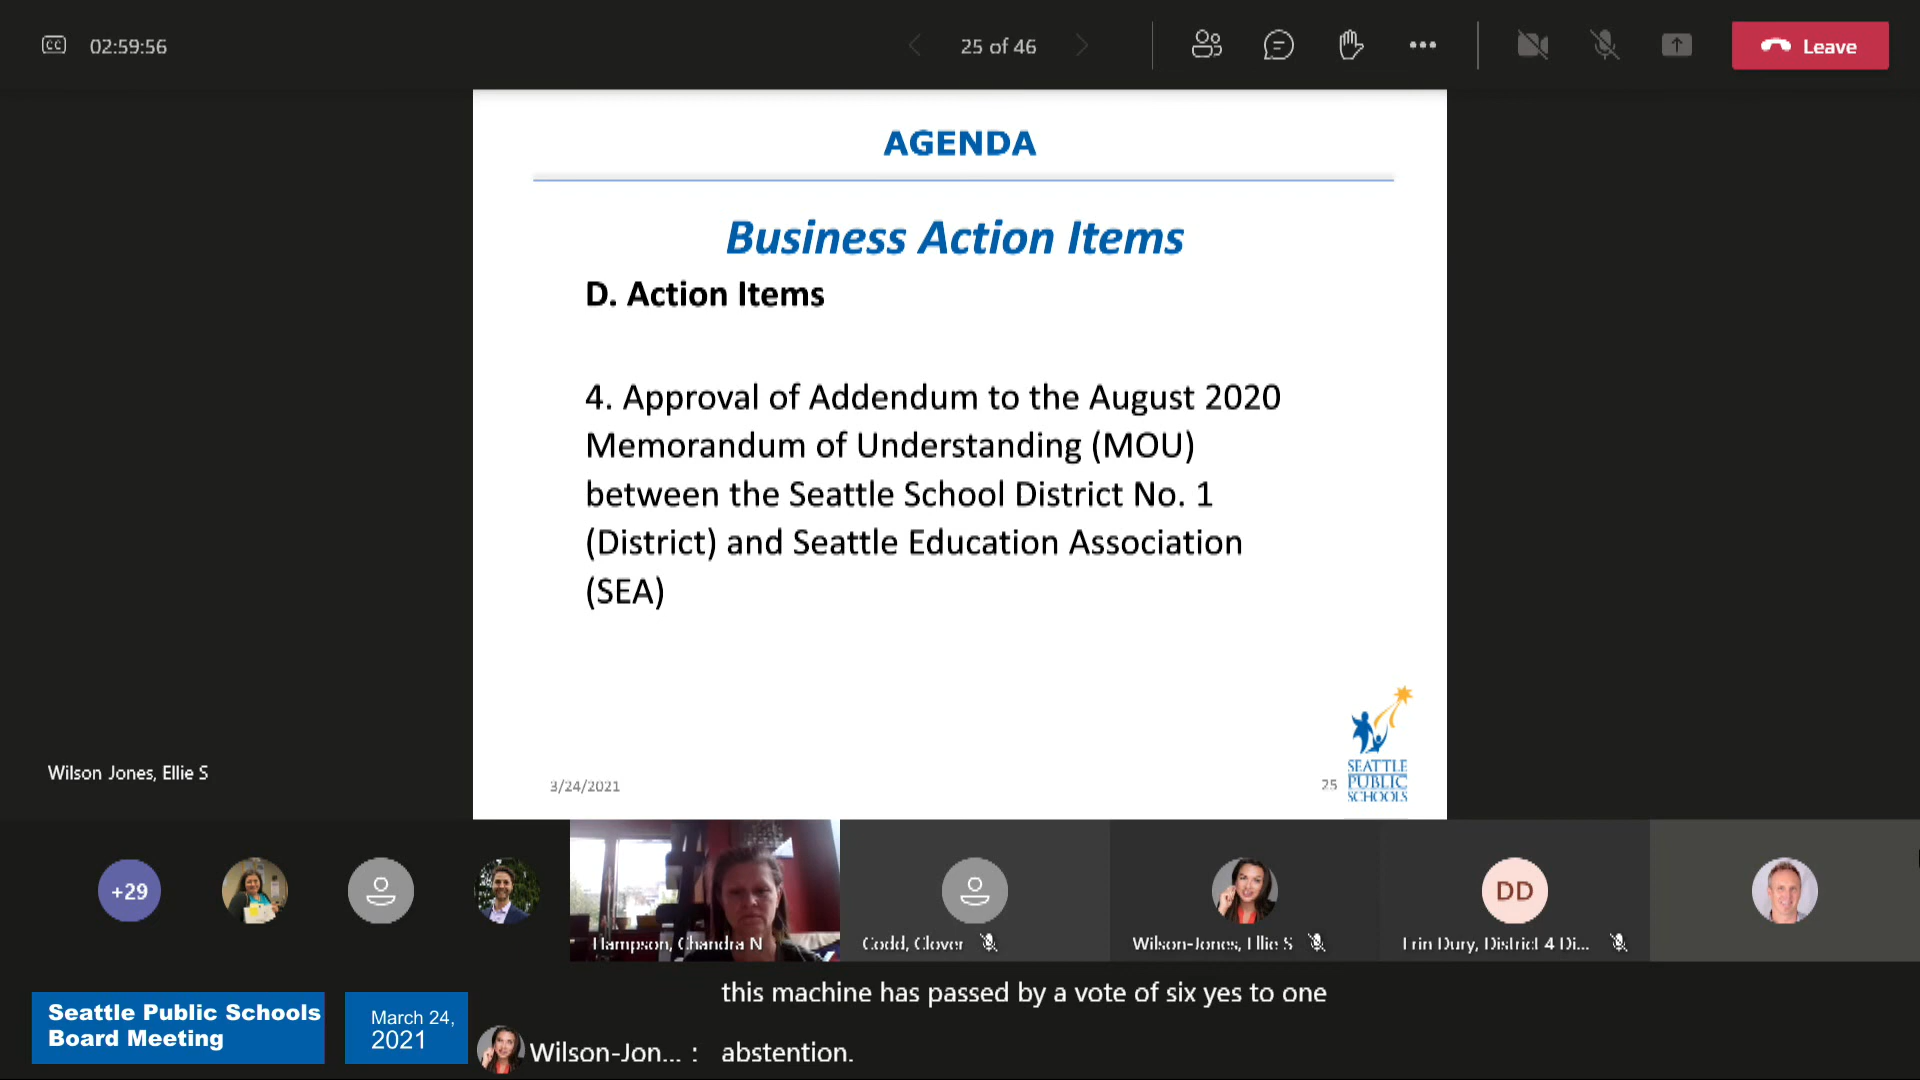 CC 02:59:56
25 of 46
Leave
AGENDA
Business Action Items
D. Action Items
4. Approval of Addendum to the August 2020
Memorandum of Understanding (MOU)
between the Seattle School District No. 1
(District) and Seattle Education Association
(SEA)
3/24/2021
25
SEATTLE
PUBLIC
SCHOOLS
Wilson Jones, Ellie S
+29
DD
Hampson, Chandra N
Codd, Clover
Wilson-Jones, Ellie S
Erin Dury, District 4 Di...
this machine has passed by a vote of six yes to one
Wilson-Jon... : abstention.
Seattle Public Schools
Board Meeting
March 24,
2021